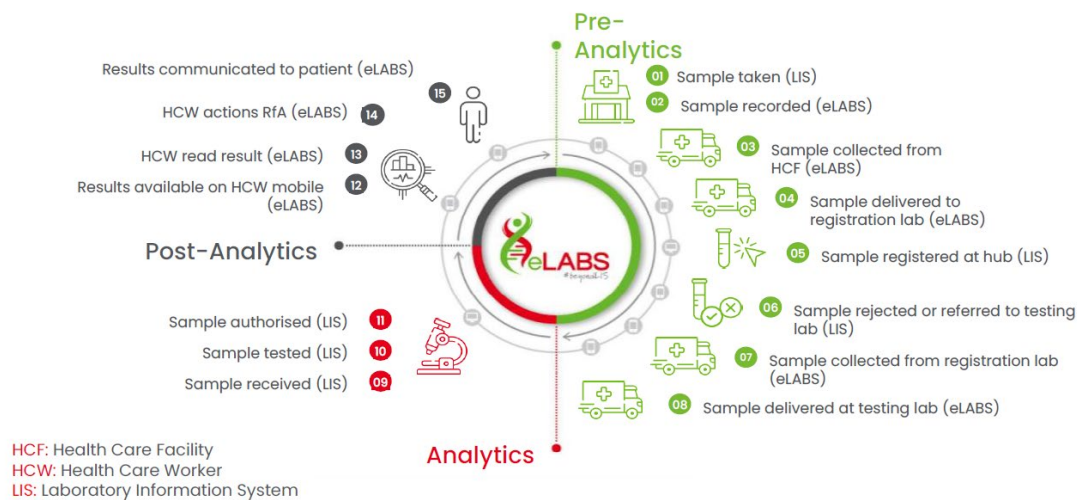 Pre-
Analytics
01 Sample taken (LIS)
02 Sample recorded (eLABS)
03 Sample collected from
HCF (eLABS)
04 Sample delivered to
registration lab (eLABS)
05 Sample registered at hub (LIS)
06 Sample rejected or referred to testing
lab (LIS)
07 Sample collected from registration lab
(eLABS)
08 Sample delivered at testing lab (eLABS)
Analytics
09 Sample received (LIS)
10 Sample tested (LIS)
11 Sample authorised (LIS)
Post-Analytics
12 Results available on HCW mobile
(eLABS)
13 HCW read result (eLABS)
14 HCW actions RfA (eLABS)
15 Results communicated to patient (eLABS)
eLABS
#beyondLIS
HCF: Health Care Facility
HCW: Health Care Worker
LIS: Laboratory Information System